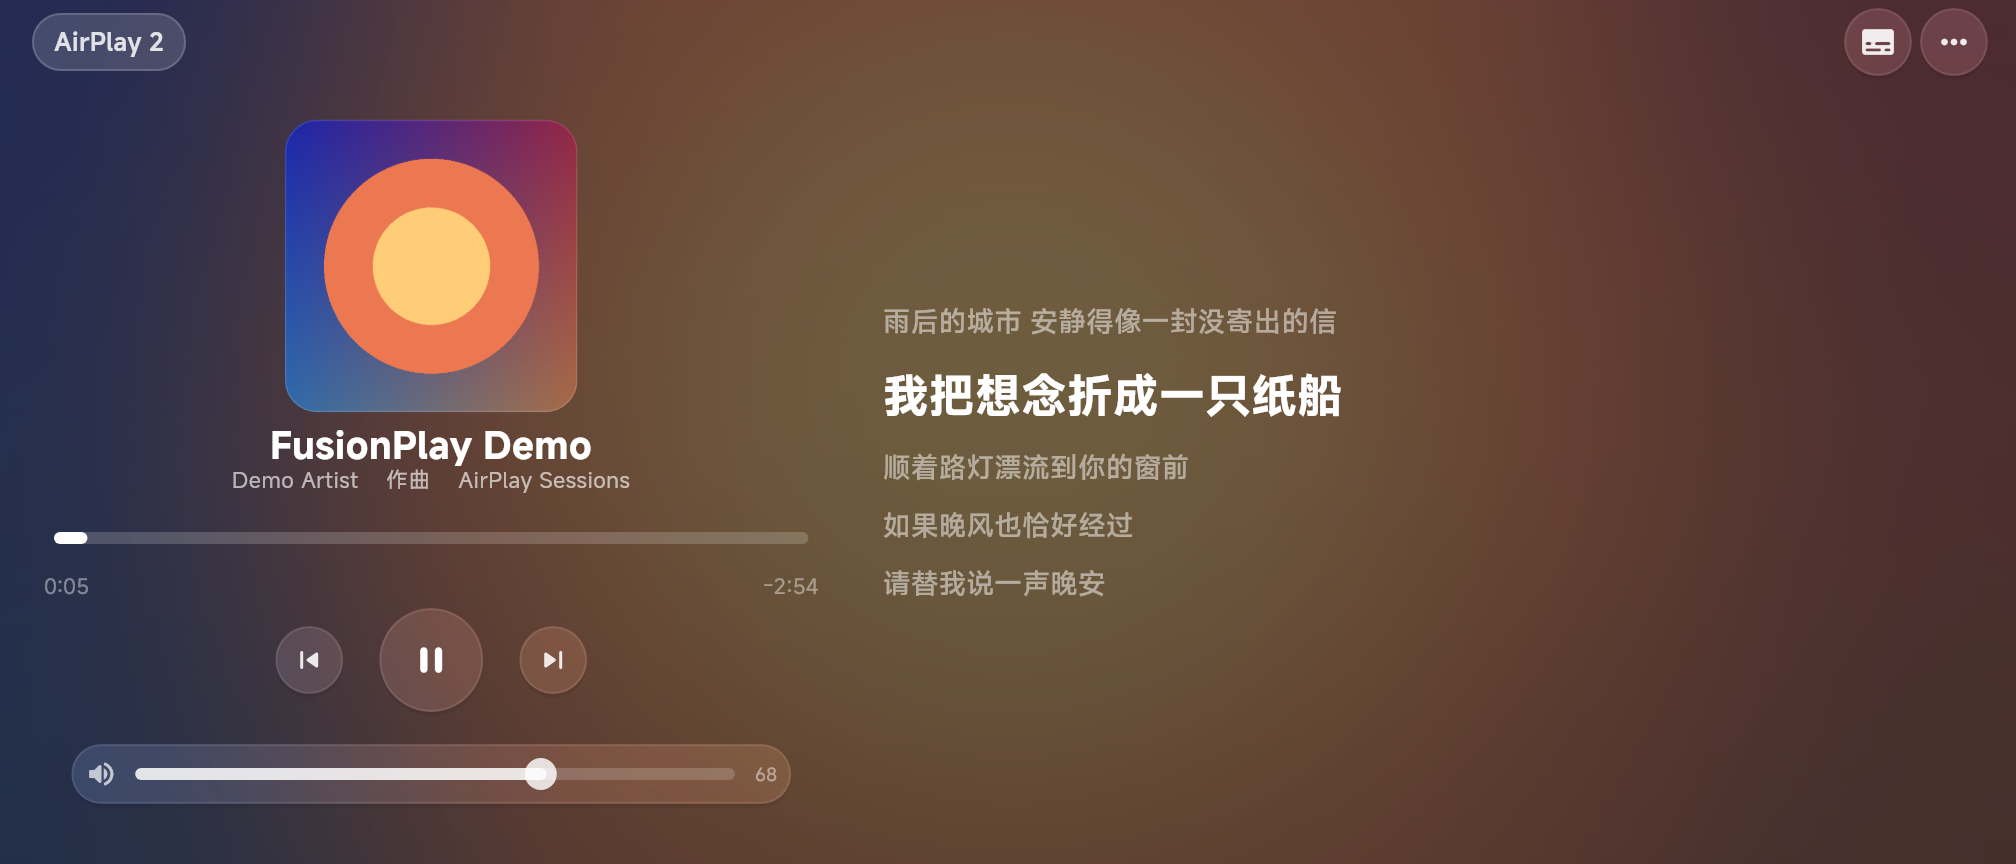 AirPlay 2
FusionPlay Demo
Demo Artist 作曲 AirPlay Sessions
0:05
-2:54
68
雨后的城市 安静得像一封没寄出的信
我把想念折成一只纸船
顺着路灯漂流到你的窗前
如果晚风也恰好经过
请替我说一声晚安